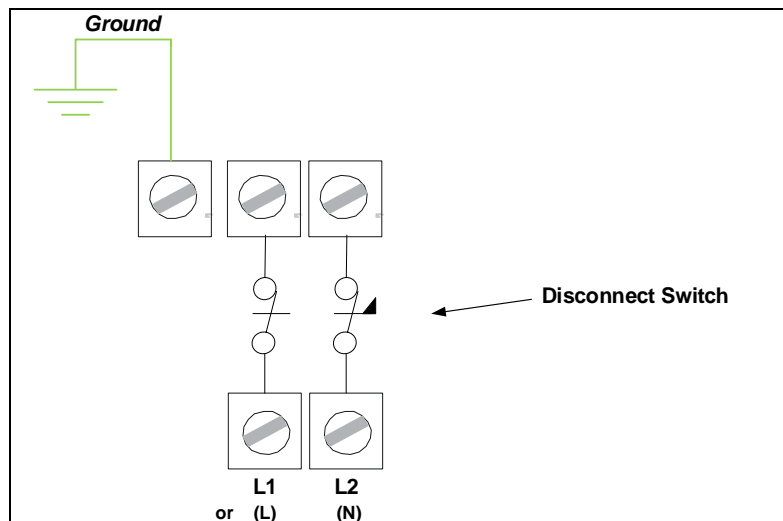 Ground
Disconnect Switch
L1 L2
or (L) (N)